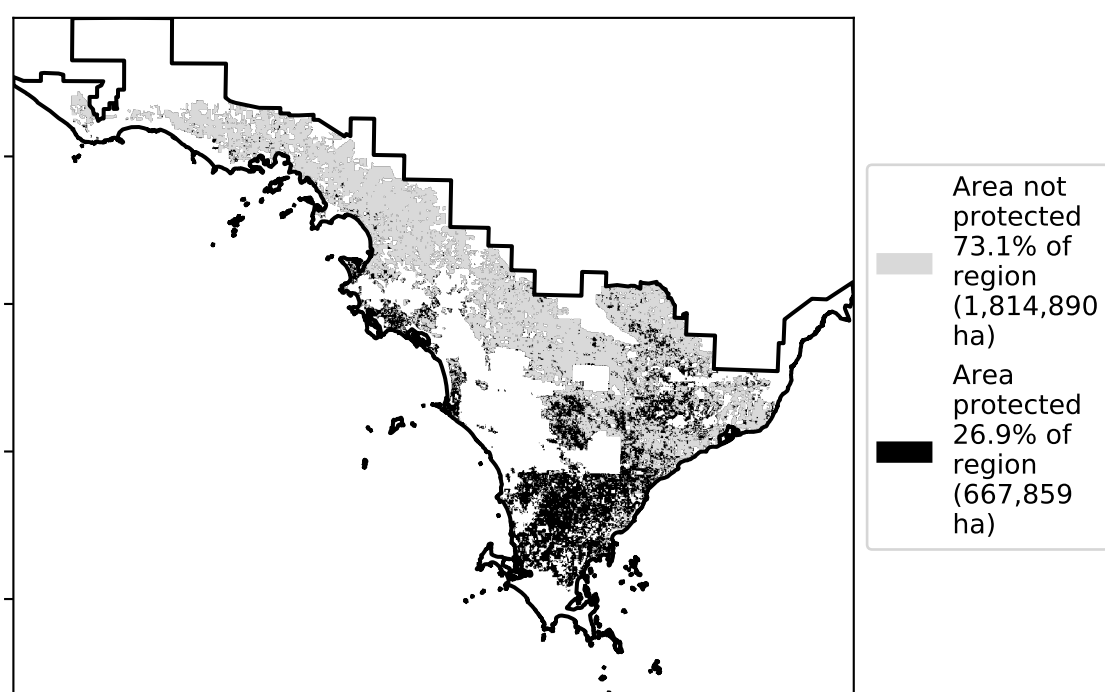 Area not
protected
73.1% of
region
(1,814,890
ha)
Area
protected
26.9% of
region
(667,859
ha)